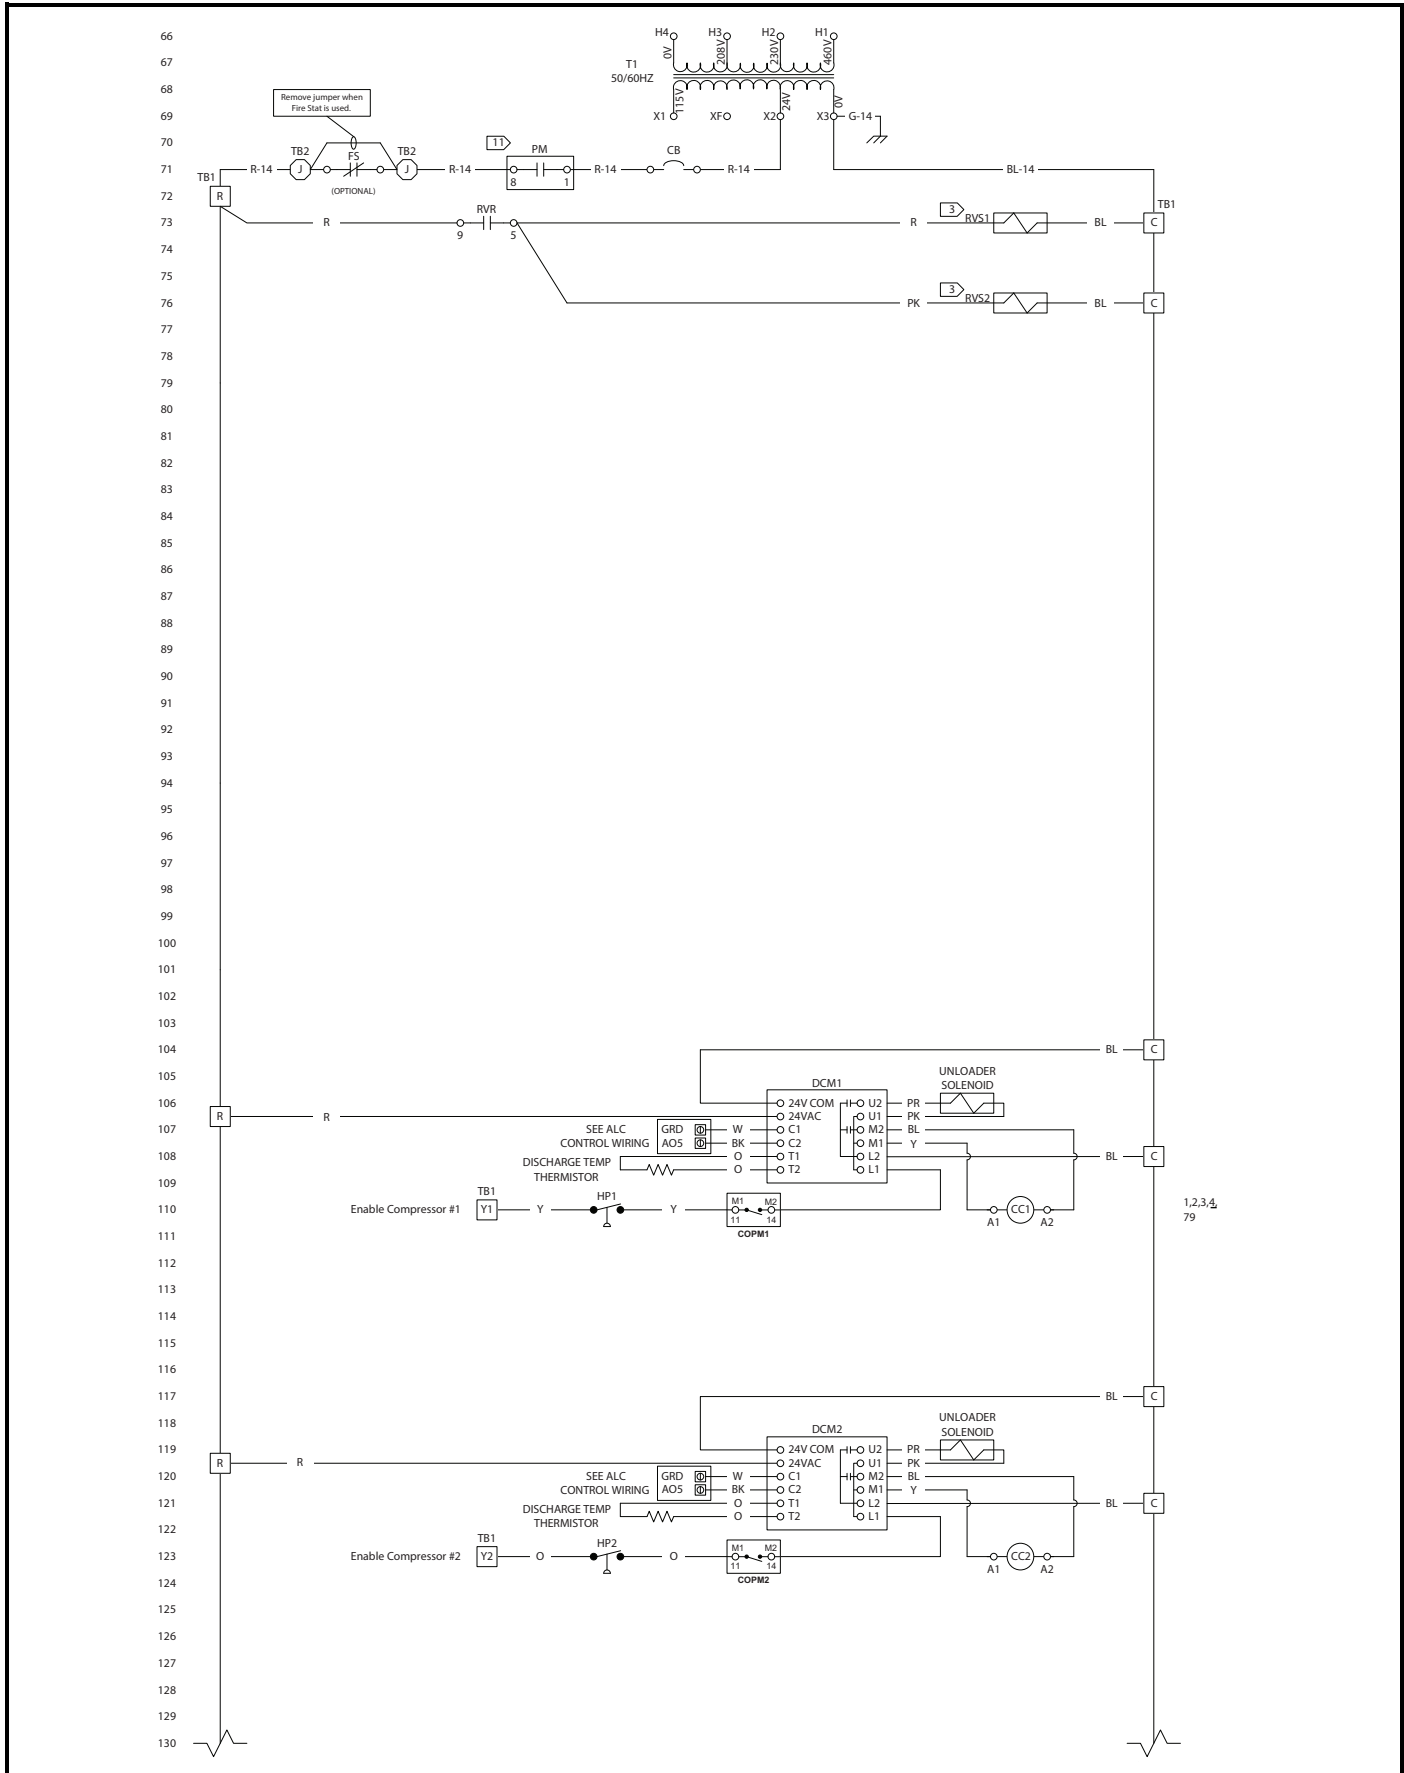 66 H4 H3 H2 H1
0V 208V 230V 460V
67 T1
50/60HZ
68
Remove jumper when
Fire Stat is used.
115V 24V 0V
69 X1 XF X2 X3 G-14
70 TB2 FS TB2 11 PM CB
71 R-14 J J R-14 R-14 R-14 BL-14
8 1
(OPTIONAL)
TB1
72 R
TB1
73 R RVR R 3 RVS1 BL C
9 5
74
75
76 PK 3 RVS2 BL C
77
78
79
80
81
82
83
84
85
86
87
88
89
90
91
92
93
94
95
96
97
98
99
100
101
102
103
104 BL C
105 DCM1 UNLOADER
SOLENOID
106 24V COM U2 PR
R R 24VAC U1 PK
107 SEE ALC GRD W C1 M2 BL
CONTROL WIRING AO5 BK C2 M1 Y
108 O T1 L2 BL C
DISCHARGE TEMP
THERMISTOR
109 O T2 L1
110 Enable Compressor #1 TB1 Y1 Y HP1 Y M1 M2 CC1
11 14 A1 A2
COPM1
1,2,3,4
79
111
112
113
114
115
116
117 BL C
118 DCM2 UNLOADER
SOLENOID
119 24V COM U2 PR
R R 24VAC U1 PK
120 SEE ALC GRD W C1 M2 BL
CONTROL WIRING AO5 BK C2 M1 Y
121 O T1 L2 BL C
DISCHARGE TEMP
THERMISTOR
122 O T2 L1
123 Enable Compressor #2 TB1 Y2 O HP2 O M1 M2 CC2
11 14 A1 A2
COPM2
124
125
126
127
128
129
130